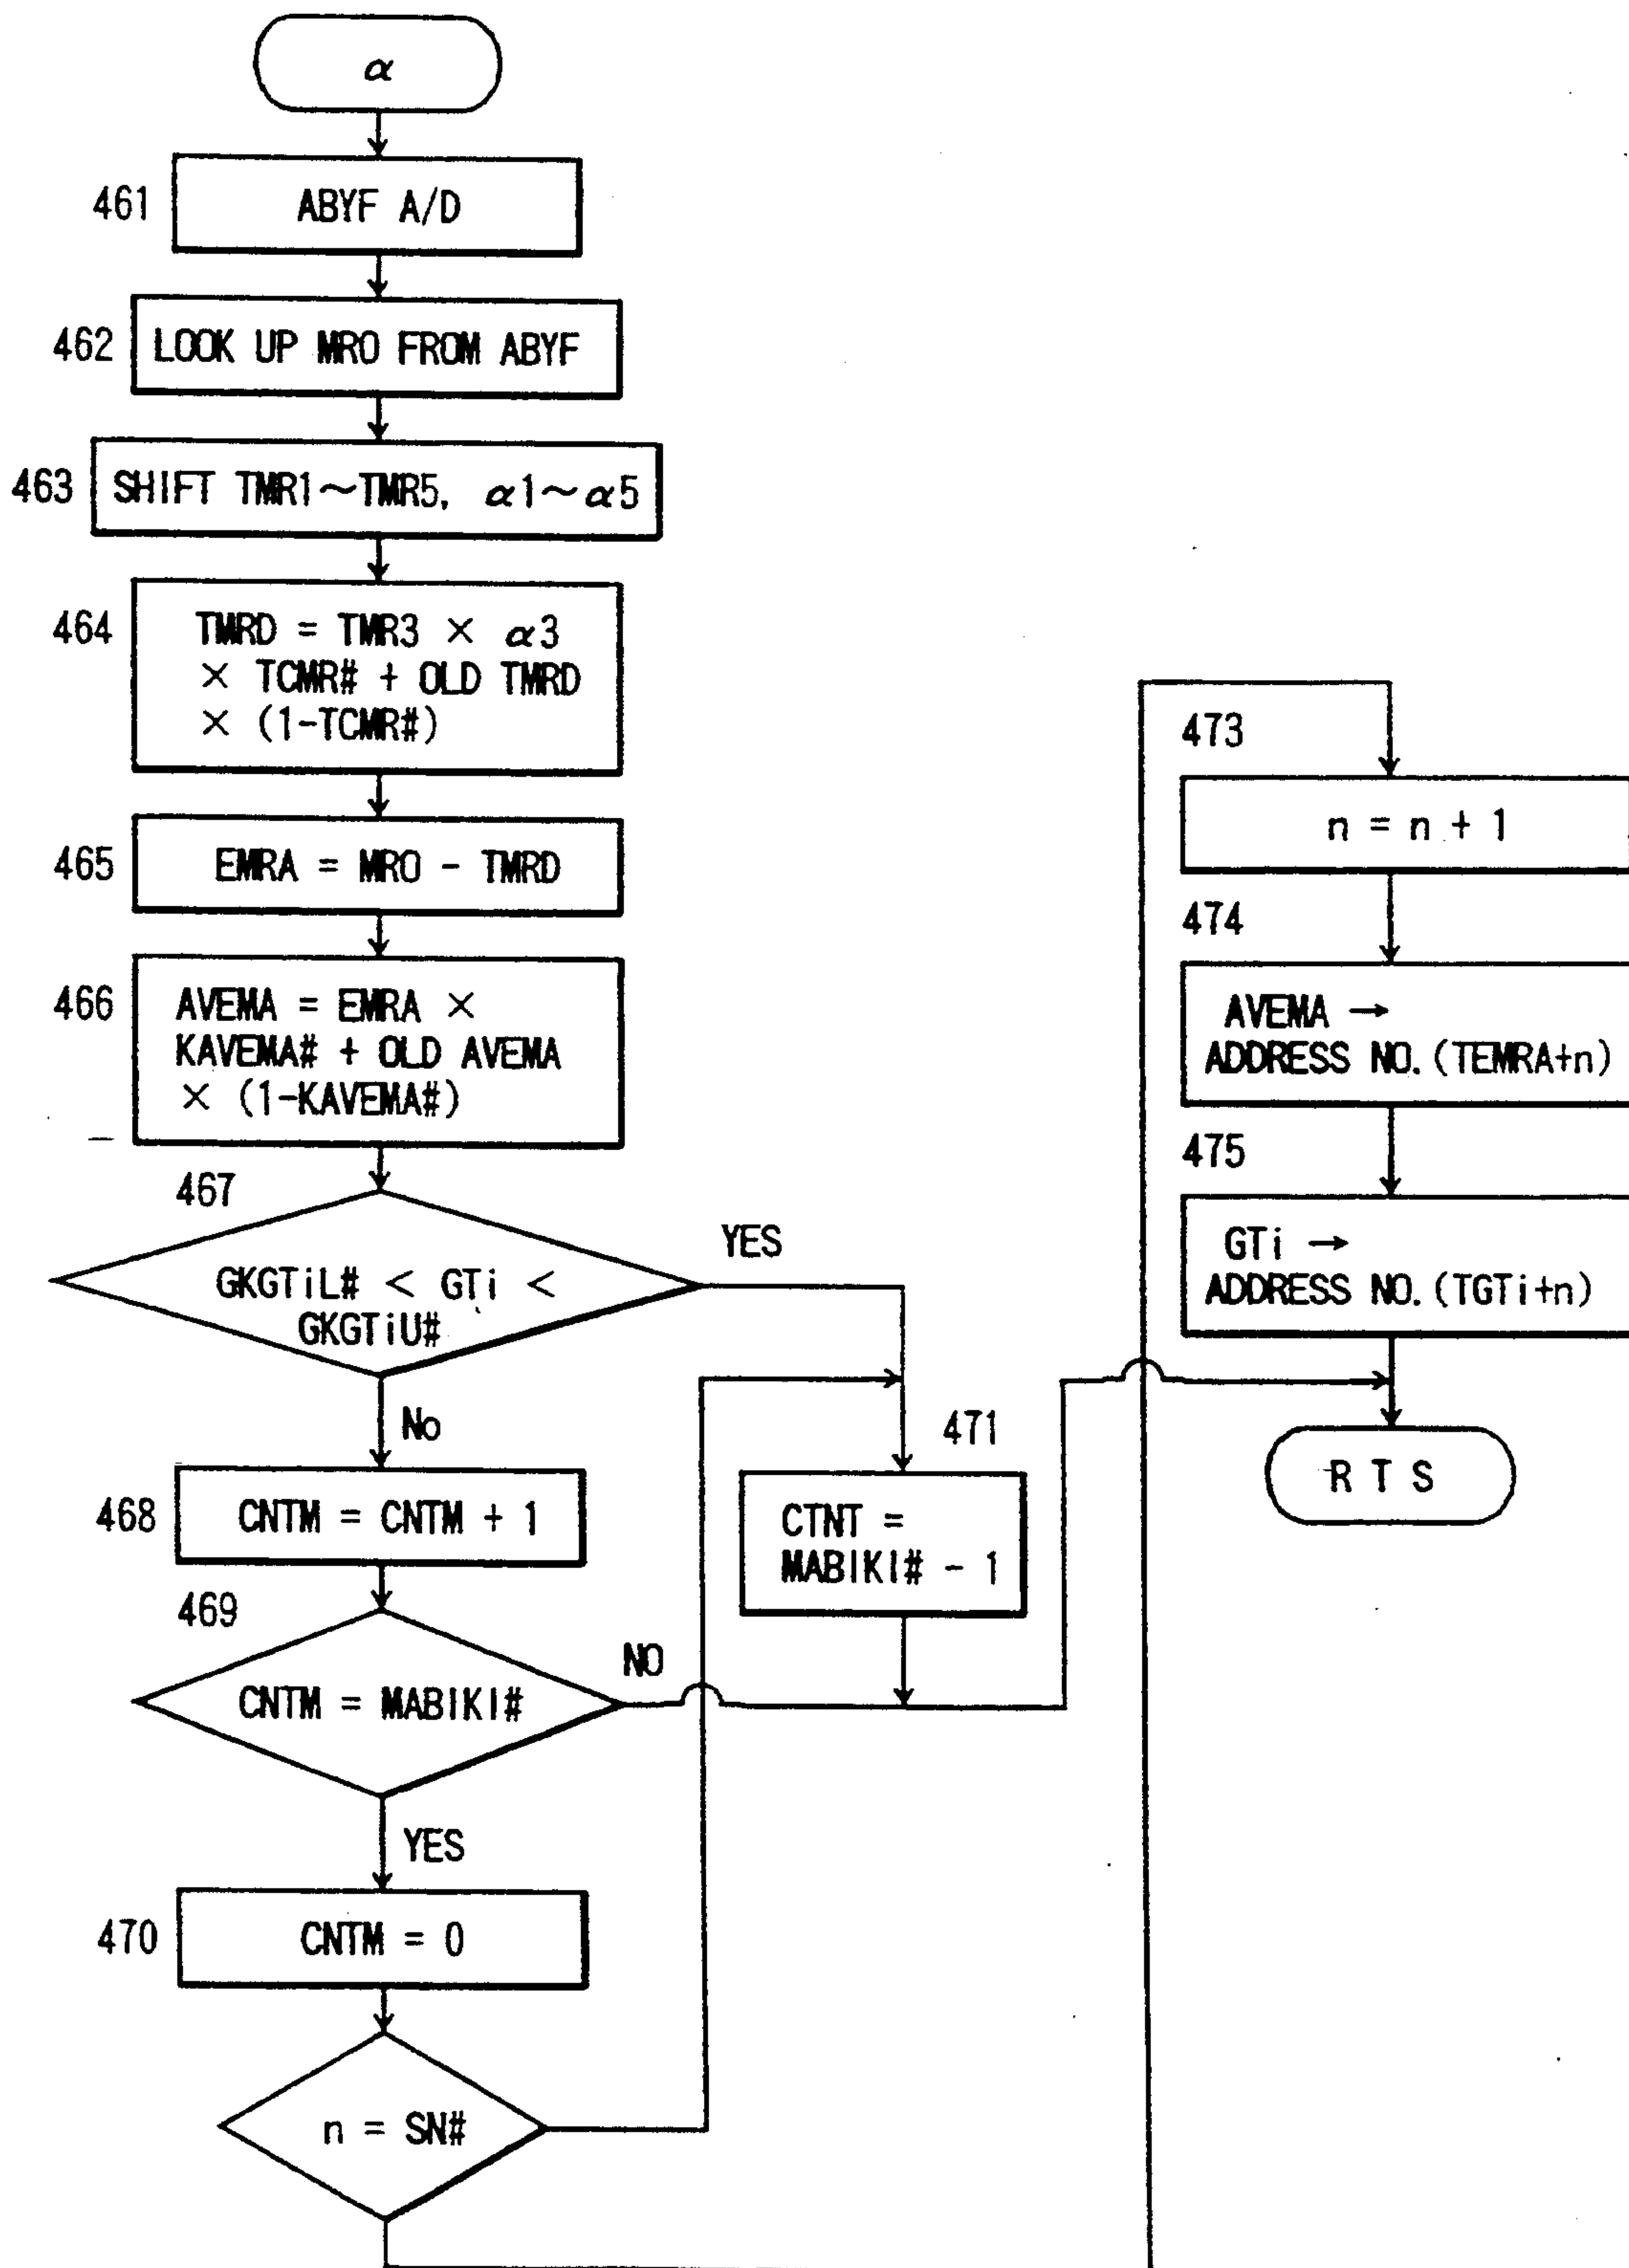 α
461
ABYF A/D
462
LOOK UP MRO FROM ABYF
463
SHIFT TMR1～TMR5, α1～α5
464
TMRD = TMR3 × α3
× TCMR# + OLD TMRD
× (1-TCMR#)
465
EMRA = MRO - TMRD
466
AVEMA = EMRA ×
KAVEMA# + OLD AVEMA
× (1-KAVEMA#)
467
GKGTiL# < GTi <
GKGTiU#
YES
No
468
CNTM = CNTM + 1
469
CNTM = MABIKI#
NO
YES
470
CNTM = 0
n = SN#
471
CTNT =
MABIKI# - 1
473
n = n + 1
474
AVEMA →
ADDRESS NO.(TEMRA+n)
475
GTi →
ADDRESS NO.(TGTi+n)
R T S